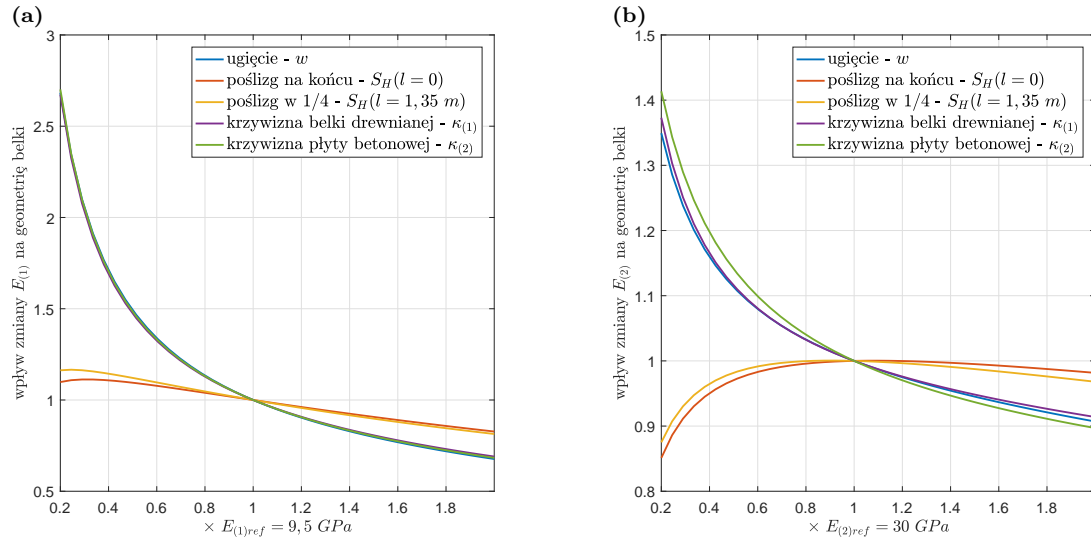 (a)
3
2.5
2
1.5
1
0.5
wpływ zmiany E(1) na geometrię belki
ugięcie - w
poślizg na końcu - SH(l = 0)
poślizg w 1/4 - SH(l = 1, 35 m)
krzywizna belki drewnianej - κ(1)
krzywizna płyty betonowej - κ(2)
0.2 0.4 0.6 0.8 1.0 1.2 1.4 1.6 1.8
× E(1)ref = 9, 5 GPa
(b)
1.5
1.4
1.3
1.2
1.1
1
0.9
0.8
wpływ zmiany E(2) na geometrię belki
ugięcie - w
poślizg na końcu - SH(l = 0)
poślizg w 1/4 - SH(l = 1, 35 m)
krzywizna belki drewnianej - κ(1)
krzywizna płyty betonowej - κ(2)
0.2 0.4 0.6 0.8 1.0 1.2 1.4 1.6 1.8
× E(2)ref = 30 GPa